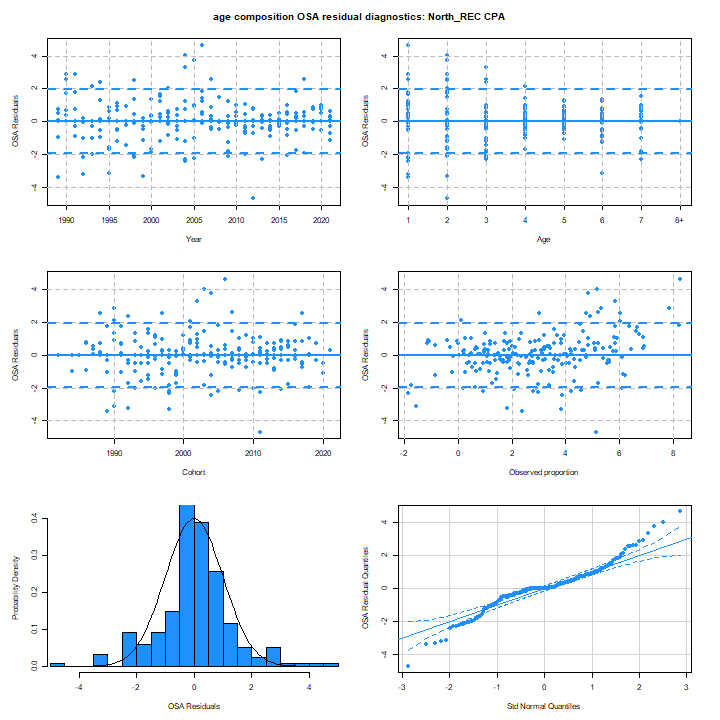 age composition OSA residual diagnostics: North_REC CPA
OSA Residuals
4
2
0
-2
-4
1990 1995 2000 2005 2010 2015 2020
Year
OSA Residuals
4
2
0
-2
-4
1 2 3 4 5 6 7 8+
Age
OSA Residuals
4
2
0
-2
-4
1990 2000 2010 2020
Cohort
OSA Residuals
4
2
0
-2
-4
-2 0 2 4 6 8
Observed proportion
Probability Density
0.4
0.3
0.2
0.1
0.0
-4 -2 0 2 4
OSA Residuals
OSA Residual Quantiles
4
2
0
-2
-4
-3 -2 -1 0 1 2 3
Std Normal Quantiles